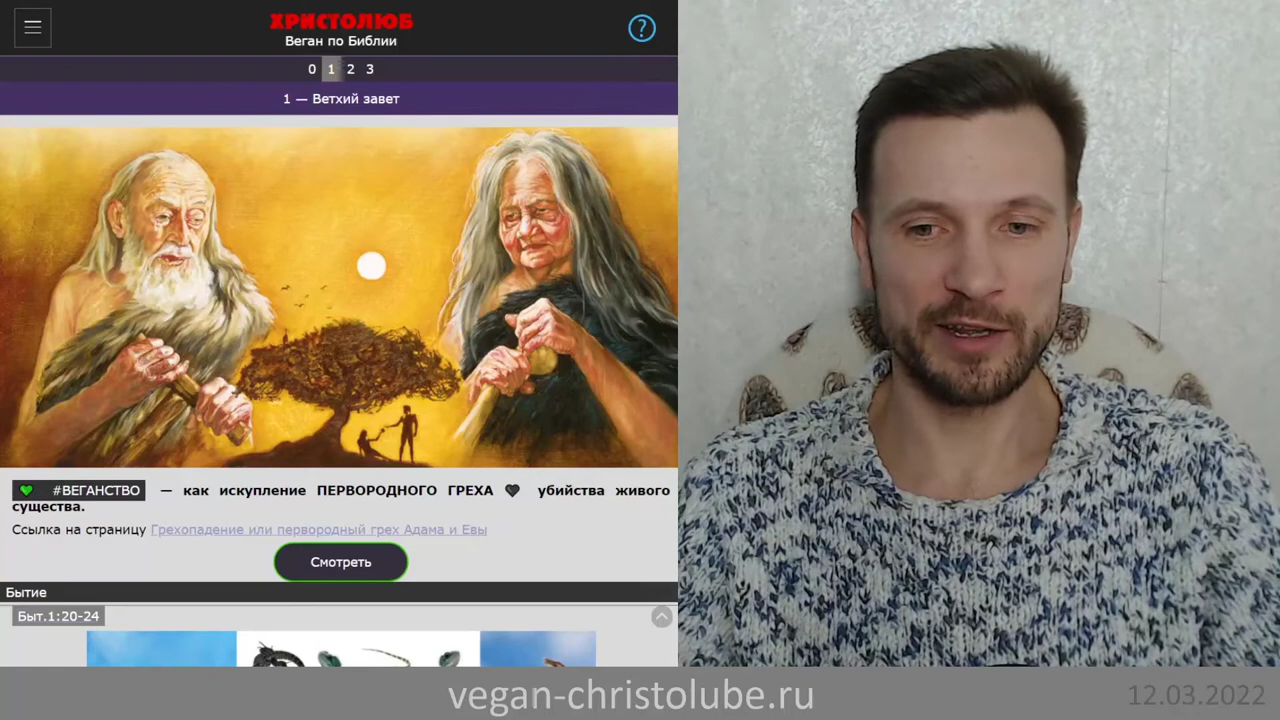 ХРИСТОЛЮБ
Веган по Библии
?
0 1 2 3
1 — Ветхий завет
#ВЕГАНСТВО — как искупление ПЕРВОРОДНОГО ГРЕХА 🖤 убийства живого
существа.
Ссылка на страницу Грехопадение или первородный грех Адама и Евы
Смотреть
Бытие
Быт.1:20-24
vegan-christolube.ru
12.03.2022